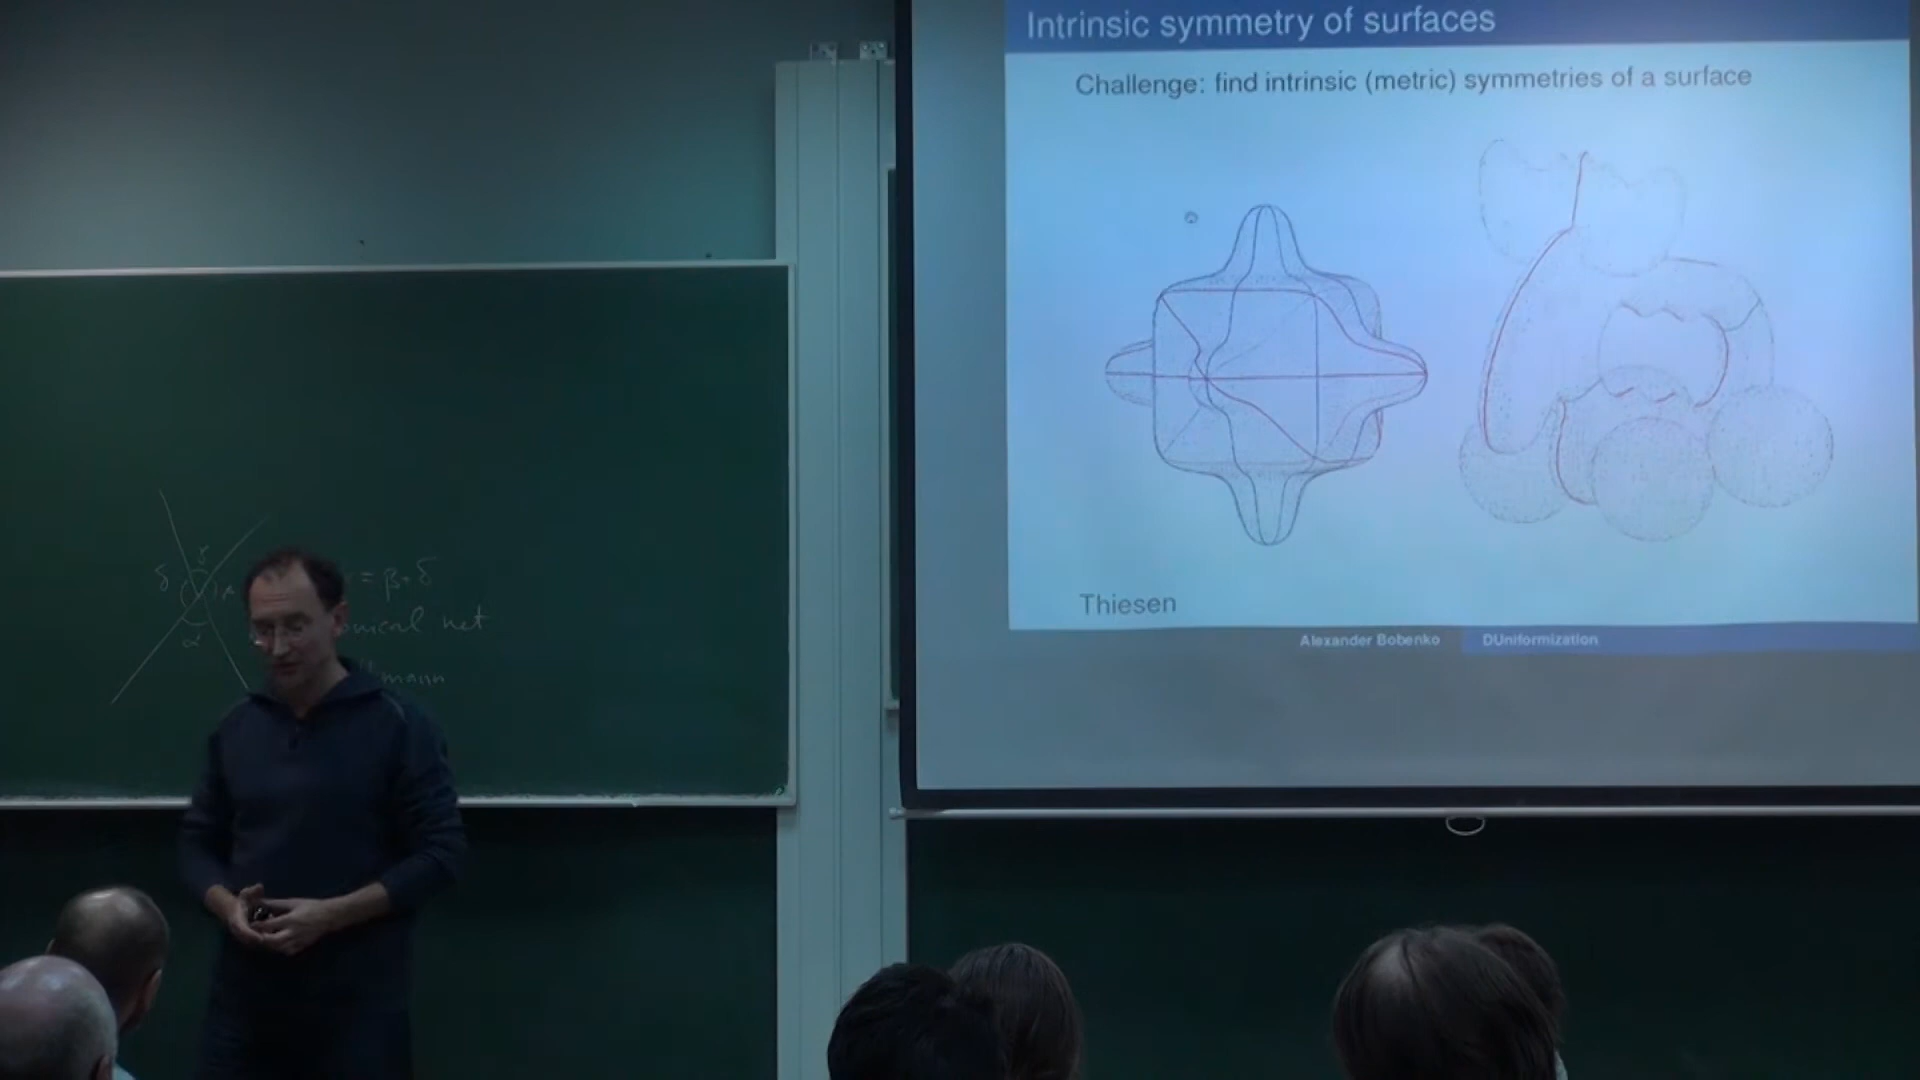 Intrinsic symmetry of surfaces
Challenge: find intrinsic (metric) symmetries of a surface
Thiesen
Alexander Bobenko DUniformization
γ
δ
α
= β + δ
net